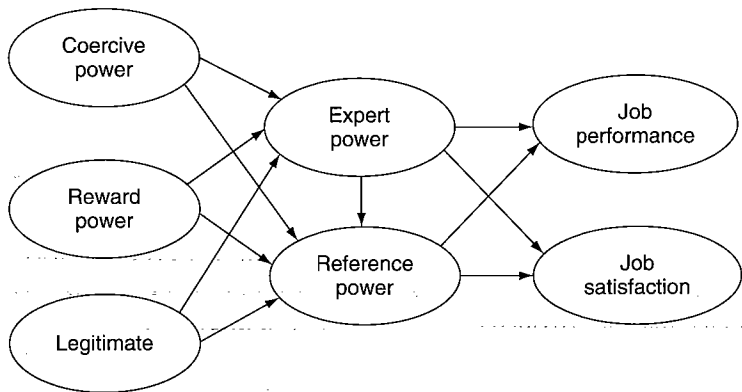 Coercive
power
Expert
power
Job
performance
Reward
power
Reference
power
Job
satisfaction
Legitimate